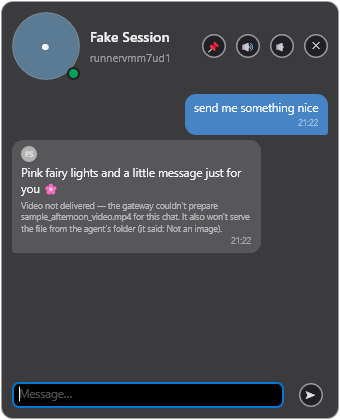 Fake Session
runnervmm7ud1
send me something nice
21:22
PS
Pink fairy lights and a little message just for
you 🌸
Video not delivered — the gateway couldn't prepare
sample_afternoon_video.mp4 for this chat. It also won't serve
the file from the agent's folder (it said: Not an image).
21:22
Message...